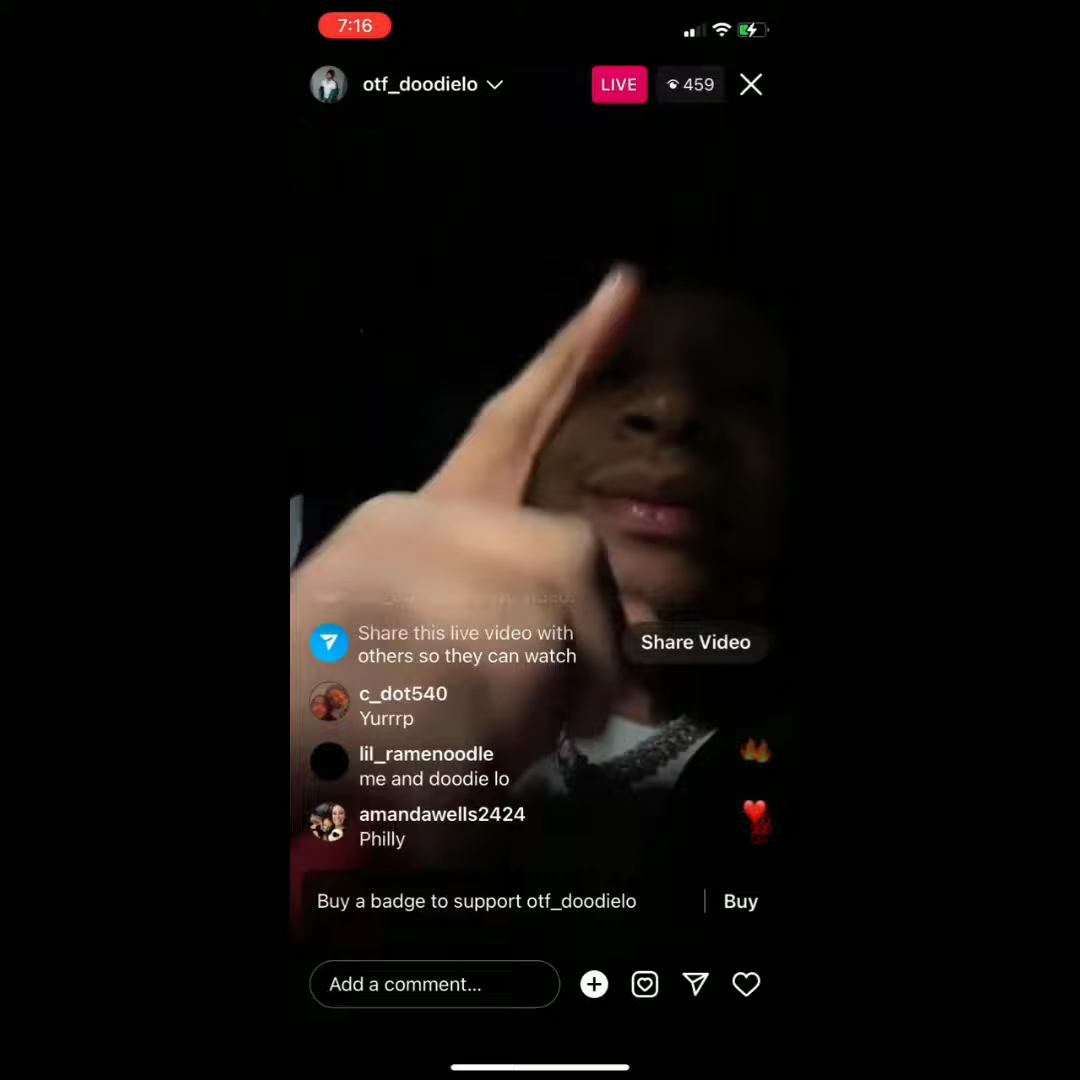 7:16
otf_doodielo
LIVE
459
Share this live video with
others so they can watch
Share Video
c_dot540
Yurrrp
lil_ramenoodle
me and doodie lo
amandawells2424
Philly
Buy a badge to support otf_doodielo
Buy
Add a comment...